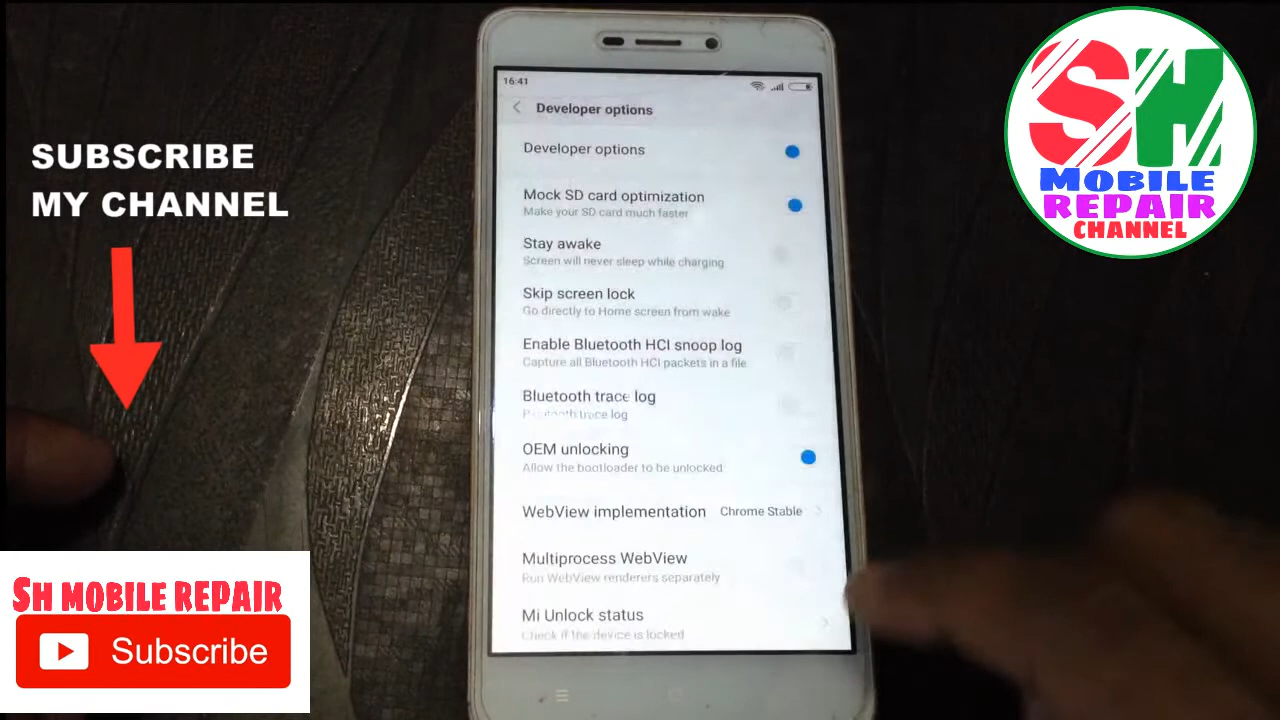 SUBSCRIBE
MY CHANNEL
SH MOBILE REPAIR
Subscribe
16:41
Developer options
Developer options
Mock SD card optimization
Make your SD card much faster
Stay awake
Screen will never sleep while charging
Skip screen lock
Go directly to Home screen from wake
Enable Bluetooth HCI snoop log
Capture all Bluetooth HCI packets in a file
Bluetooth trace log
Bluetooth trace log
OEM unlocking
Allow the bootloader to be unlocked
WebView implementation Chrome Stable
Multiprocess WebView
Run WebView renderers separately
Mi Unlock status
Check if the device is locked
SH
MOBILE
REPAIR
CHANNEL